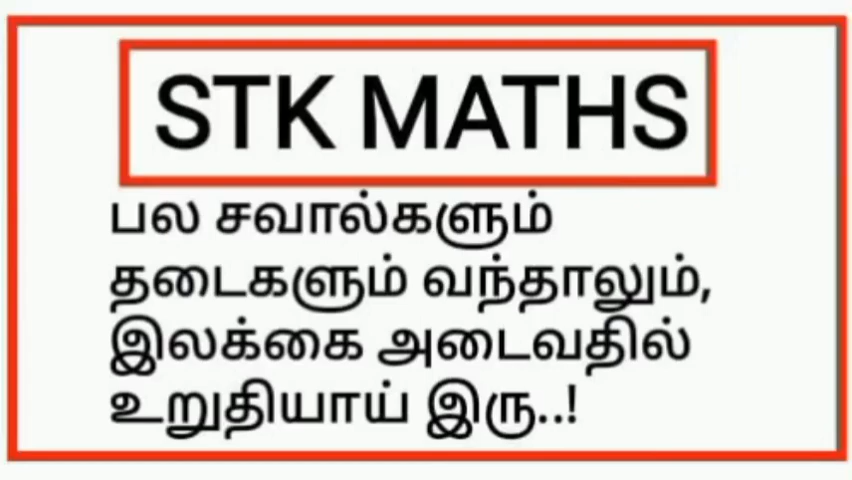 STK MATHS
பல சவால்களும்
தடைகளும் வந்தாலும்,
இலக்கை அடைவதில்
உறுதியாய் இரு..!